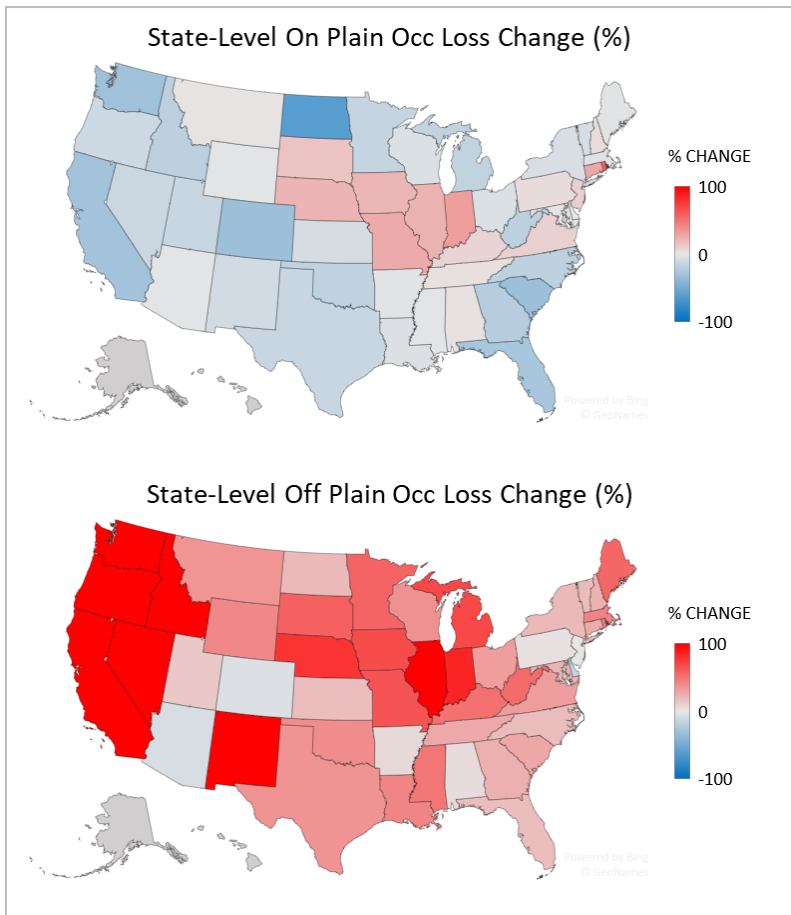 State-Level On Plain Occ Loss Change (%)
% CHANGE
100
0
-100
Powered by Bing
© GeoNames
State-Level Off Plain Occ Loss Change (%)
% CHANGE
100
0
-100
Powered by Bing
© GeoNames